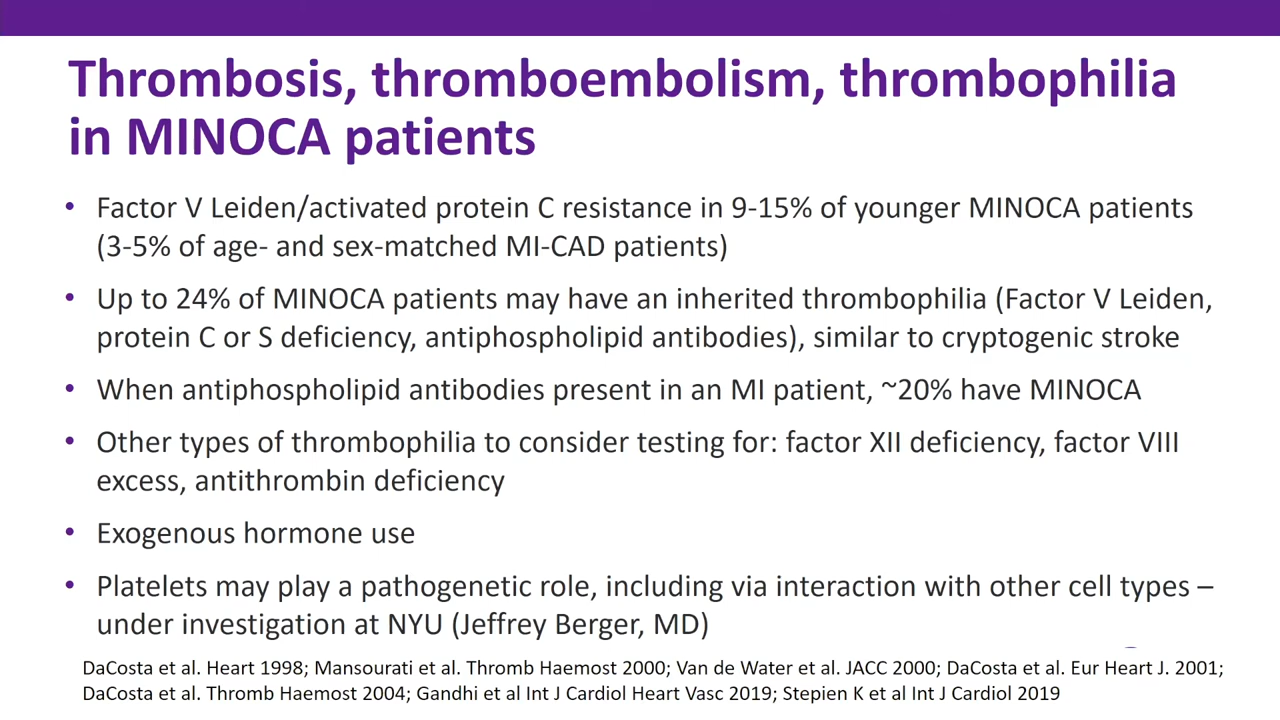 Thrombosis, thromboembolism, thrombophilia
in MINOCA patients
• Factor V Leiden/activated protein C resistance in 9-15% of younger MINOCA patients
(3-5% of age- and sex-matched MI-CAD patients)
• Up to 24% of MINOCA patients may have an inherited thrombophilia (Factor V Leiden,
protein C or S deficiency, antiphospholipid antibodies), similar to cryptogenic stroke
• When antiphospholipid antibodies present in an MI patient, ~20% have MINOCA
• Other types of thrombophilia to consider testing for: factor XII deficiency, factor VIII
excess, antithrombin deficiency
• Exogenous hormone use
• Platelets may play a pathogenetic role, including via interaction with other cell types –
under investigation at NYU (Jeffrey Berger, MD)
DaCosta et al. Heart 1998; Mansourati et al. Thromb Haemost 2000; Van de Water et al. JACC 2000; DaCosta et al. Eur Heart J. 2001;
DaCosta et al. Thromb Haemost 2004; Gandhi et al Int J Cardiol Heart Vasc 2019; Stepien K et al Int J Cardiol 2019